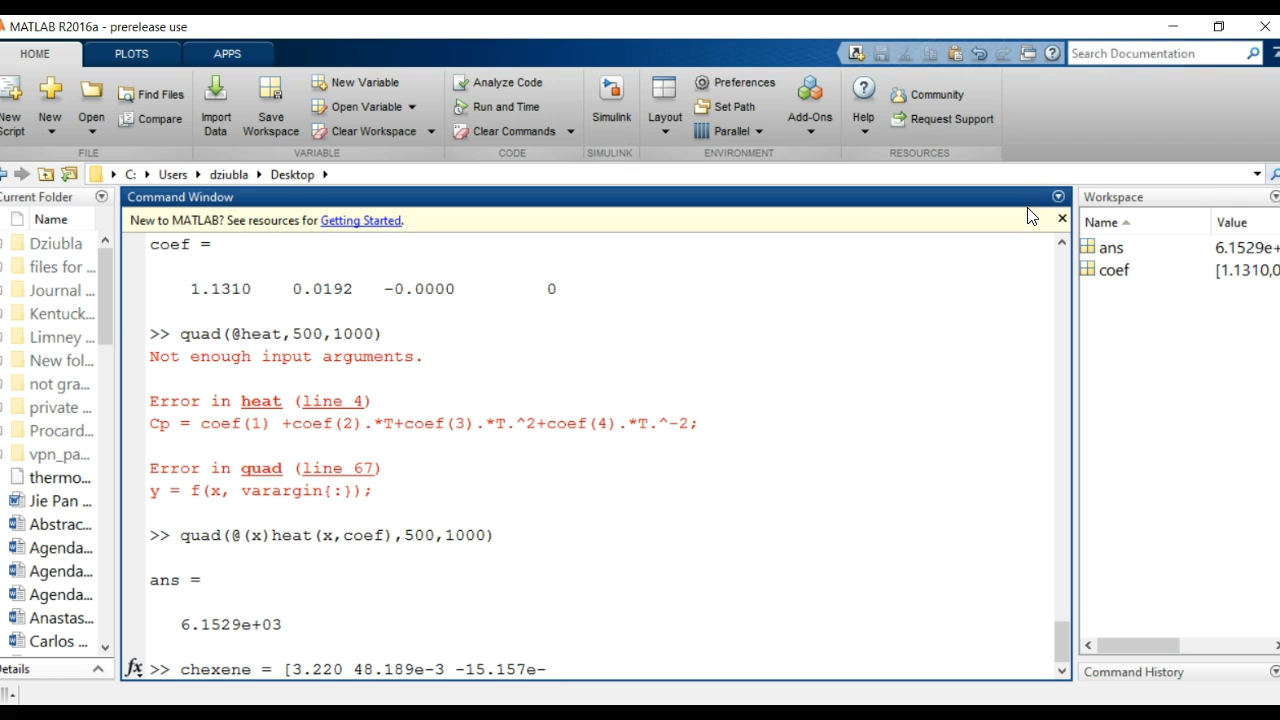 MATLAB R2016a - prerelease use
HOME PLOTS APPS
Search Documentation
New Script
New
Open
Find Files
Compare
FILE
Import Data
Save Workspace
New Variable
Open Variable
Clear Workspace
VARIABLE
Analyze Code
Run and Time
Clear Commands
CODE
Simulink
SIMULINK
Layout
Preferences
Set Path
Parallel
Add-Ons
ENVIRONMENT
Help
Community
Request Support
RESOURCES
C: Users dziubla Desktop
Current Folder
Name
Dziubla
files for ...
Journal ...
Kentuck...
Limney ...
New fol...
not gra...
private ...
Procard...
vpn_pa...
thermo...
Jie Pan ...
Abstrac...
Agenda...
Agenda...
Agenda...
Anastas...
Carlos ...
Details
Command Window
New to MATLAB? See resources for Getting Started.
coef =
1.1310 0.0192 -0.0000 0
>> quad(@heat,500,1000)
Not enough input arguments.
Error in heat (line 4)
Cp = coef(1) +coef(2).*T+coef(3).*T.^2+coef(4).*T.^-2;
Error in quad (line 67)
y = f(x, varargin{:});
>> quad(@(x)heat(x,coef),500,1000)
ans =
6.1529e+03
fx >> chexene = [3.220 48.189e-3 -15.157e-
Workspace
Name Value
ans 6.1529e+
coef [1.1310,0
Command History